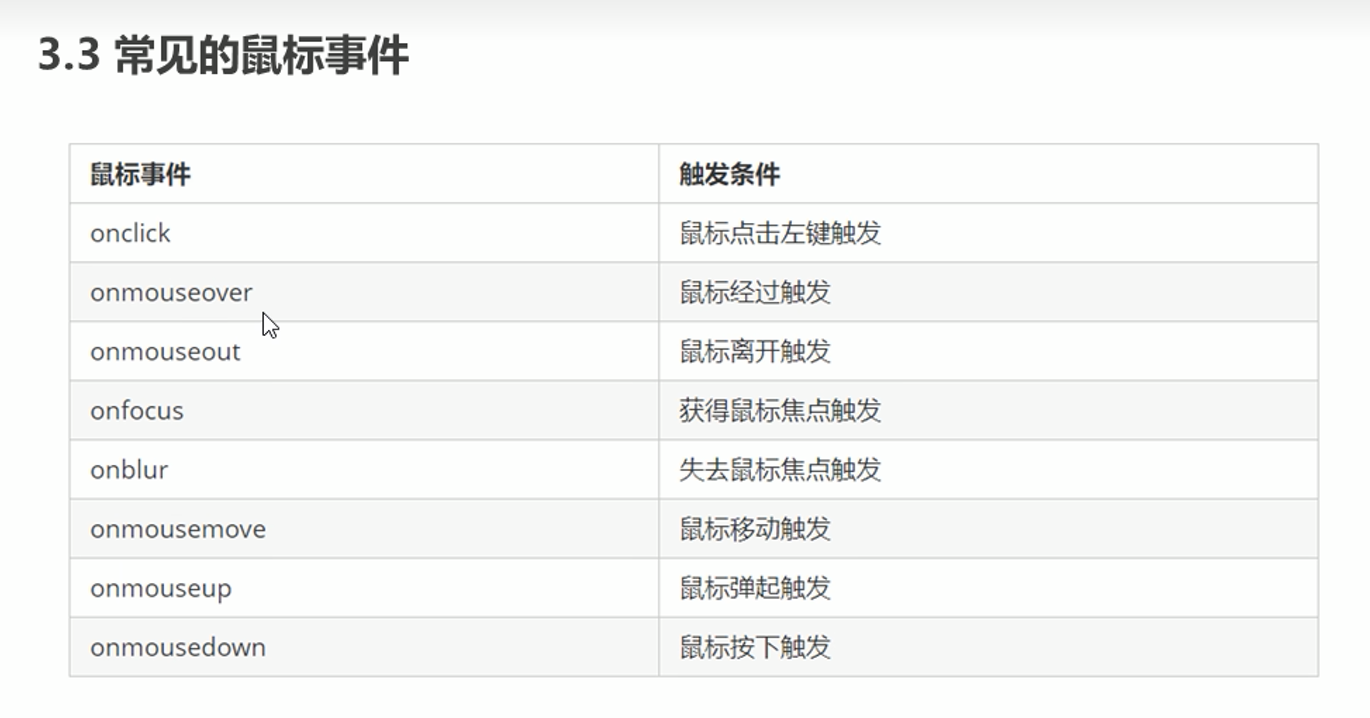 3.3 常见的鼠标事件
鼠标事件 触发条件
onclick 鼠标点击左键触发
onmouseover 鼠标经过触发
onmouseout 鼠标离开触发
onfocus 获得鼠标焦点触发
onblur 失去鼠标焦点触发
onmousemove 鼠标移动触发
onmouseup 鼠标弹起触发
onmousedown 鼠标按下触发